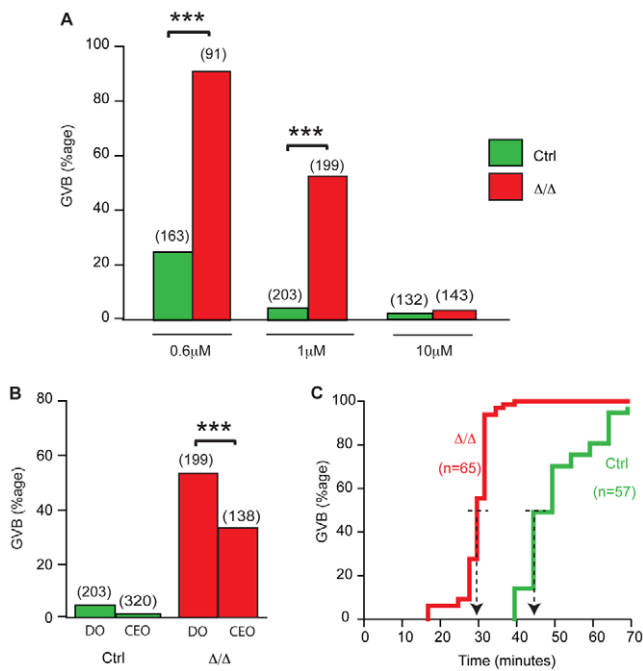 A
GVB (%age)
100
80
60
40
20
0
***
(91)
(163)
***
(199)
(203)
(132) (143)
0.6μM
1μM
10μM
Ctrl
Δ/Δ
B
GVB (%age)
80
60
40
20
0
***
(199)
(138)
(203)
(320)
DO CEO DO CEO
Ctrl Δ/Δ
C
GVB (%age)
100
80
60
40
20
0
Δ/Δ
(n=65)
Ctrl
(n=57)
0 10 20 30 40 50 60 70
Time (minutes)